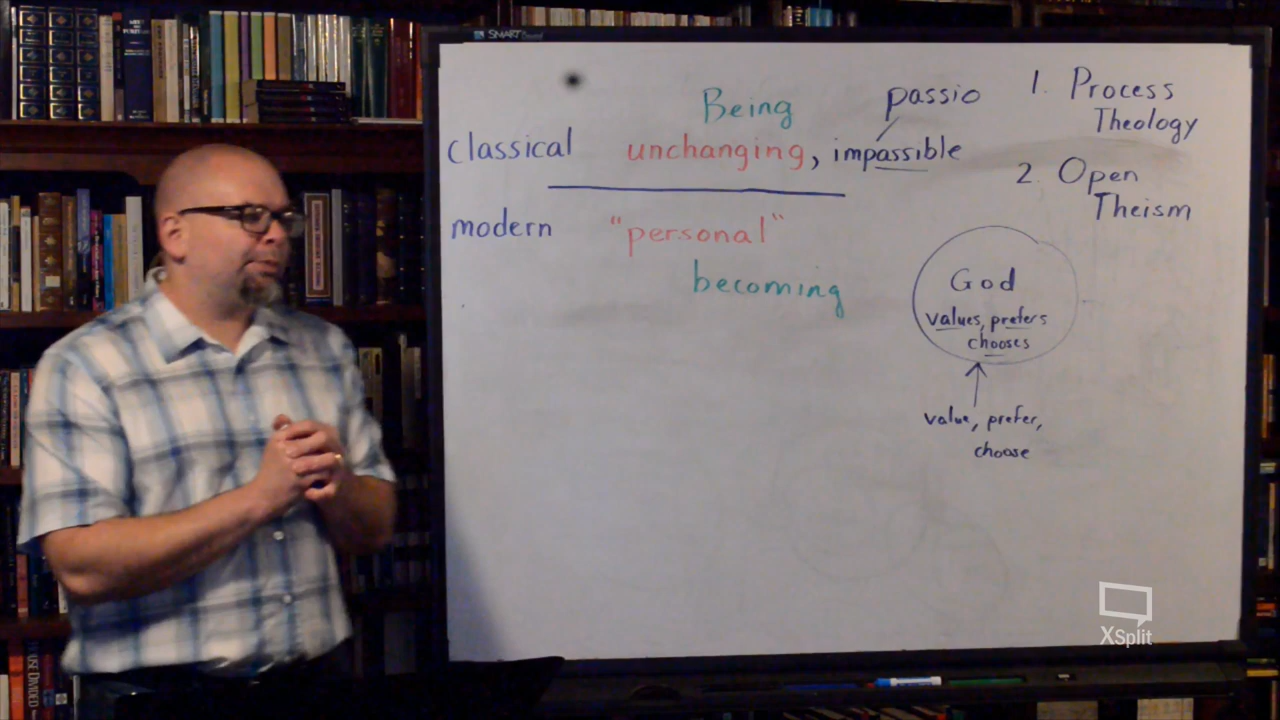 SMART Board
Being
passio
classical unchanging, impassible
modern "personal"
becoming
1. Process
Theology
2. Open
Theism
God
values, prefers
chooses
value, prefer,
choose
XSplit